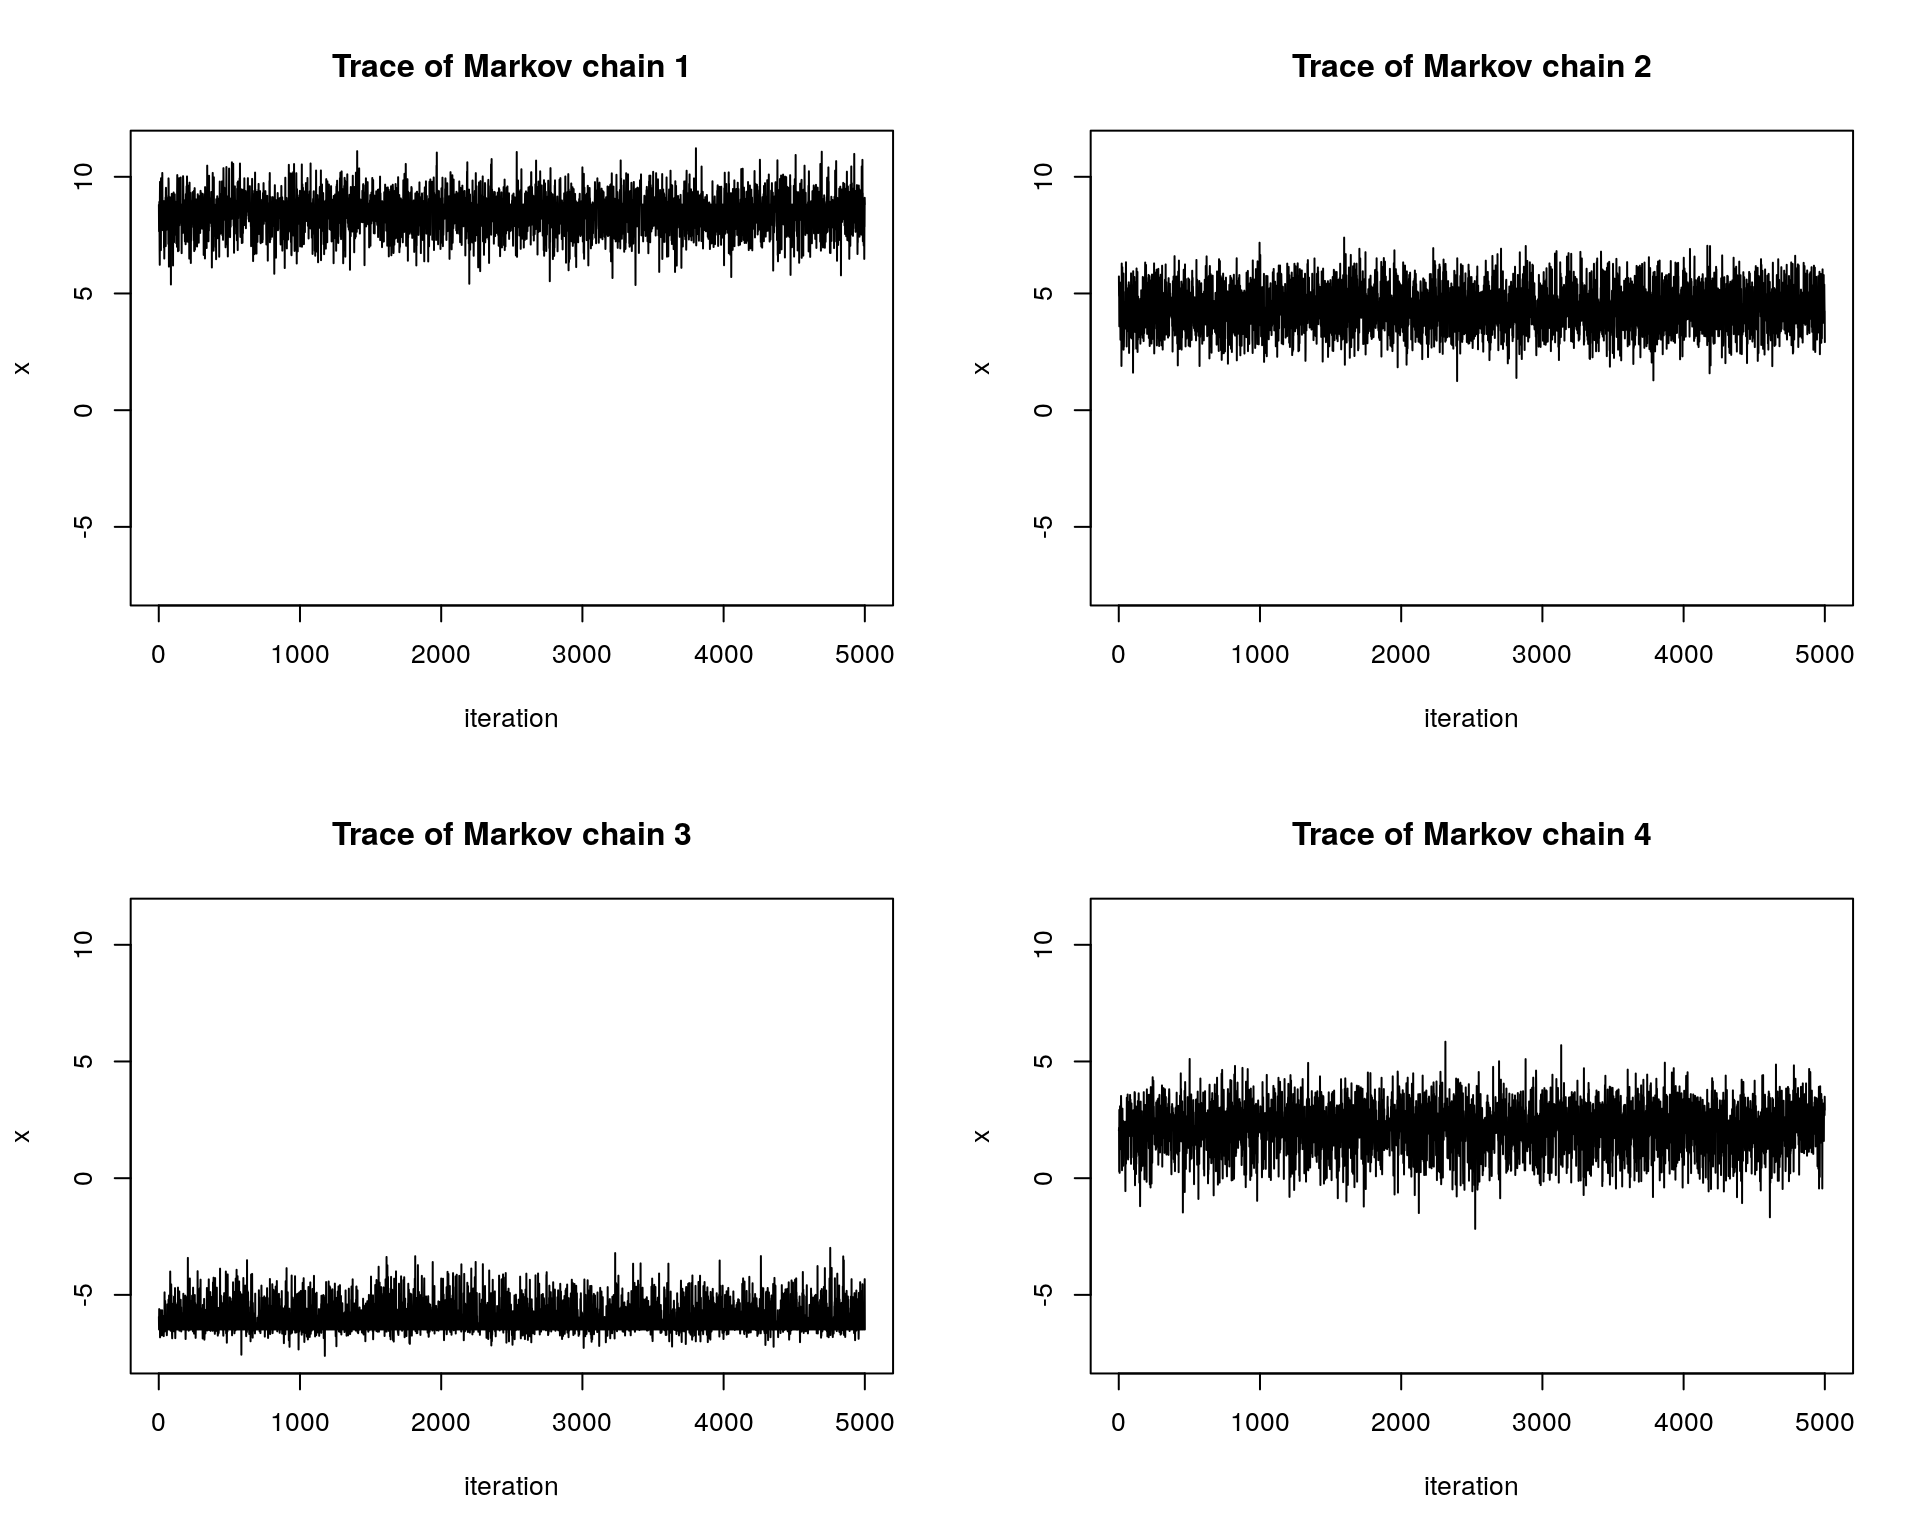 Trace of Markov chain 1
x
10
5
0
-5
0 1000 2000 3000 4000 5000
iteration
Trace of Markov chain 2
x
10
5
0
-5
0 1000 2000 3000 4000 5000
iteration
Trace of Markov chain 3
x
10
5
0
-5
0 1000 2000 3000 4000 5000
iteration
Trace of Markov chain 4
x
10
5
0
-5
0 1000 2000 3000 4000 5000
iteration